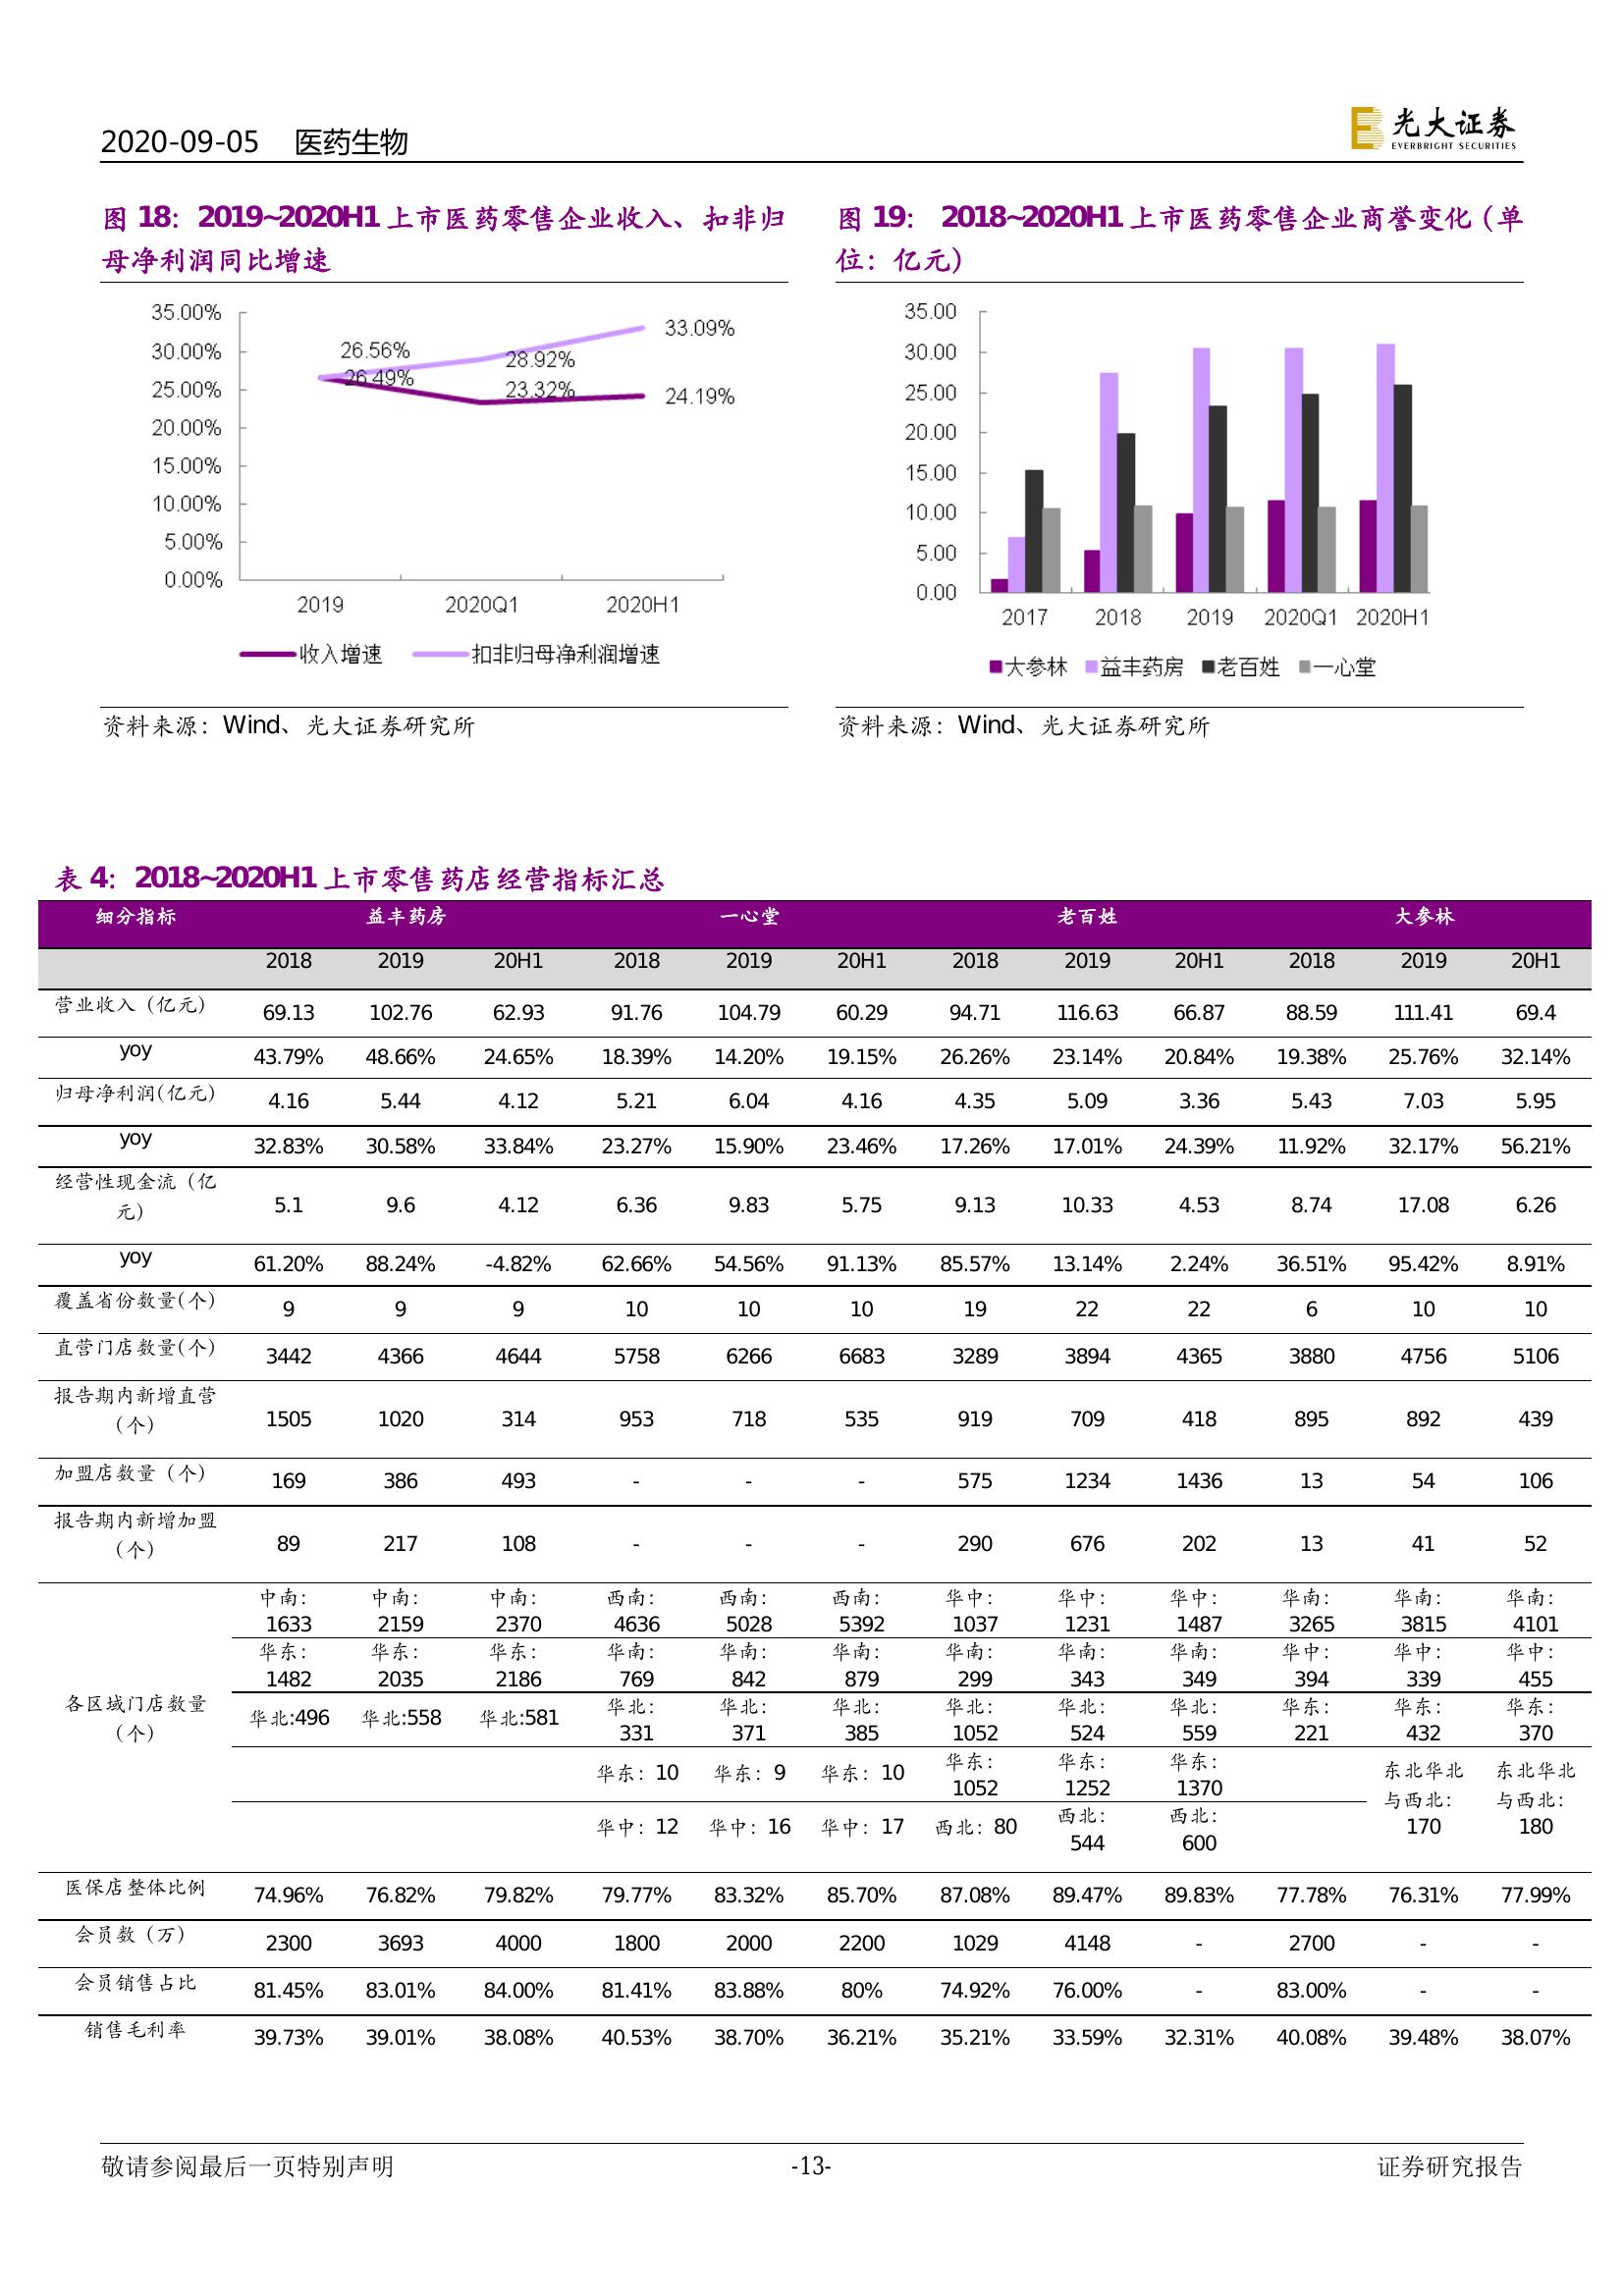 2020-09-05 医药生物
光大证券
EVERBRIGHT SECURITIES
图 18：2019~2020H1 上市医药零售企业收入、扣非归
母净利润同比增速
35.00%
30.00%
25.00%
20.00%
15.00%
10.00%
5.00%
0.00%
26.56%
26.49%
28.92%
23.32%
33.09%
24.19%
2019 2020Q1 2020H1
收入增速 扣非归母净利润增速
资料来源：Wind、光大证券研究所
图 19： 2018~2020H1 上市医药零售企业商誉变化（单
位：亿元）
35.00
30.00
25.00
20.00
15.00
10.00
5.00
0.00
2017 2018 2019 2020Q1 2020H1
大参林 益丰药房 老百姓 一心堂
资料来源：Wind、光大证券研究所
表 4：2018~2020H1 上市零售药店经营指标汇总
细分指标 益丰药房 一心堂 老百姓 大参林
2018 2019 20H1 2018 2019 20H1 2018 2019 20H1 2018 2019 20H1
营业收入（亿元） 69.13 102.76 62.93 91.76 104.79 60.29 94.71 116.63 66.87 88.59 111.41 69.4
yoy 43.79% 48.66% 24.65% 18.39% 14.20% 19.15% 26.26% 23.14% 20.84% 19.38% 25.76% 32.14%
归母净利润(亿元) 4.16 5.44 4.12 5.21 6.04 4.16 4.35 5.09 3.36 5.43 7.03 5.95
yoy 32.83% 30.58% 33.84% 23.27% 15.90% 23.46% 17.26% 17.01% 24.39% 11.92% 32.17% 56.21%
经营性现金流（亿
元） 5.1 9.6 4.12 6.36 9.83 5.75 9.13 10.33 4.53 8.74 17.08 6.26
yoy 61.20% 88.24% -4.82% 62.66% 54.56% 91.13% 85.57% 13.14% 2.24% 36.51% 95.42% 8.91%
覆盖省份数量(个) 9 9 9 10 10 10 19 22 22 6 10 10
直营门店数量(个) 3442 4366 4644 5758 6266 6683 3289 3894 4365 3880 4756 5106
报告期内新增直营
（个） 1505 1020 314 953 718 535 919 709 418 895 892 439
加盟店数量（个） 169 386 493 - - - 575 1234 1436 13 54 106
报告期内新增加盟
（个） 89 217 108 - - - 290 676 202 13 41 52
中南： 中南： 中南： 西南： 西南： 西南： 华中： 华中： 华中： 华南： 华南： 华南：
1633 2159 2370 4636 5028 5392 1037 1231 1487 3265 3815 4101
华东： 华东： 华东： 华南： 华南： 华南： 华南： 华南： 华南： 华中： 华中： 华中：
1482 2035 2186 769 842 879 299 343 349 394 339 455
各区域门店数量
（个）
华北:496 华北:558 华北:581 华北： 华北： 华北： 华北： 华北： 华北： 华东： 华东： 华东：
331 371 385 1052 524 559 221 432 370
华东：10 华东：9 华东：10 华东： 华东： 华东：
1052 1252 1370
华中：12 华中：16 华中：17 西北：80 西北： 西北：
544 600
东北华北 东北华北
与西北： 与西北：
170 180
医保店整体比例 74.96% 76.82% 79.82% 79.77% 83.32% 85.70% 87.08% 89.47% 89.83% 77.78% 76.31% 77.99%
会员数（万） 2300 3693 4000 1800 2000 2200 1029 4148 - 2700 - -
会员销售占比 81.45% 83.01% 84.00% 81.41% 83.88% 80% 74.92% 76.00% - 83.00% - -
销售毛利率 39.73% 39.01% 38.08% 40.53% 38.70% 36.21% 35.21% 33.59% 32.31% 40.08% 39.48% 38.07%
敬请参阅最后一页特别声明 -13- 证券研究报告